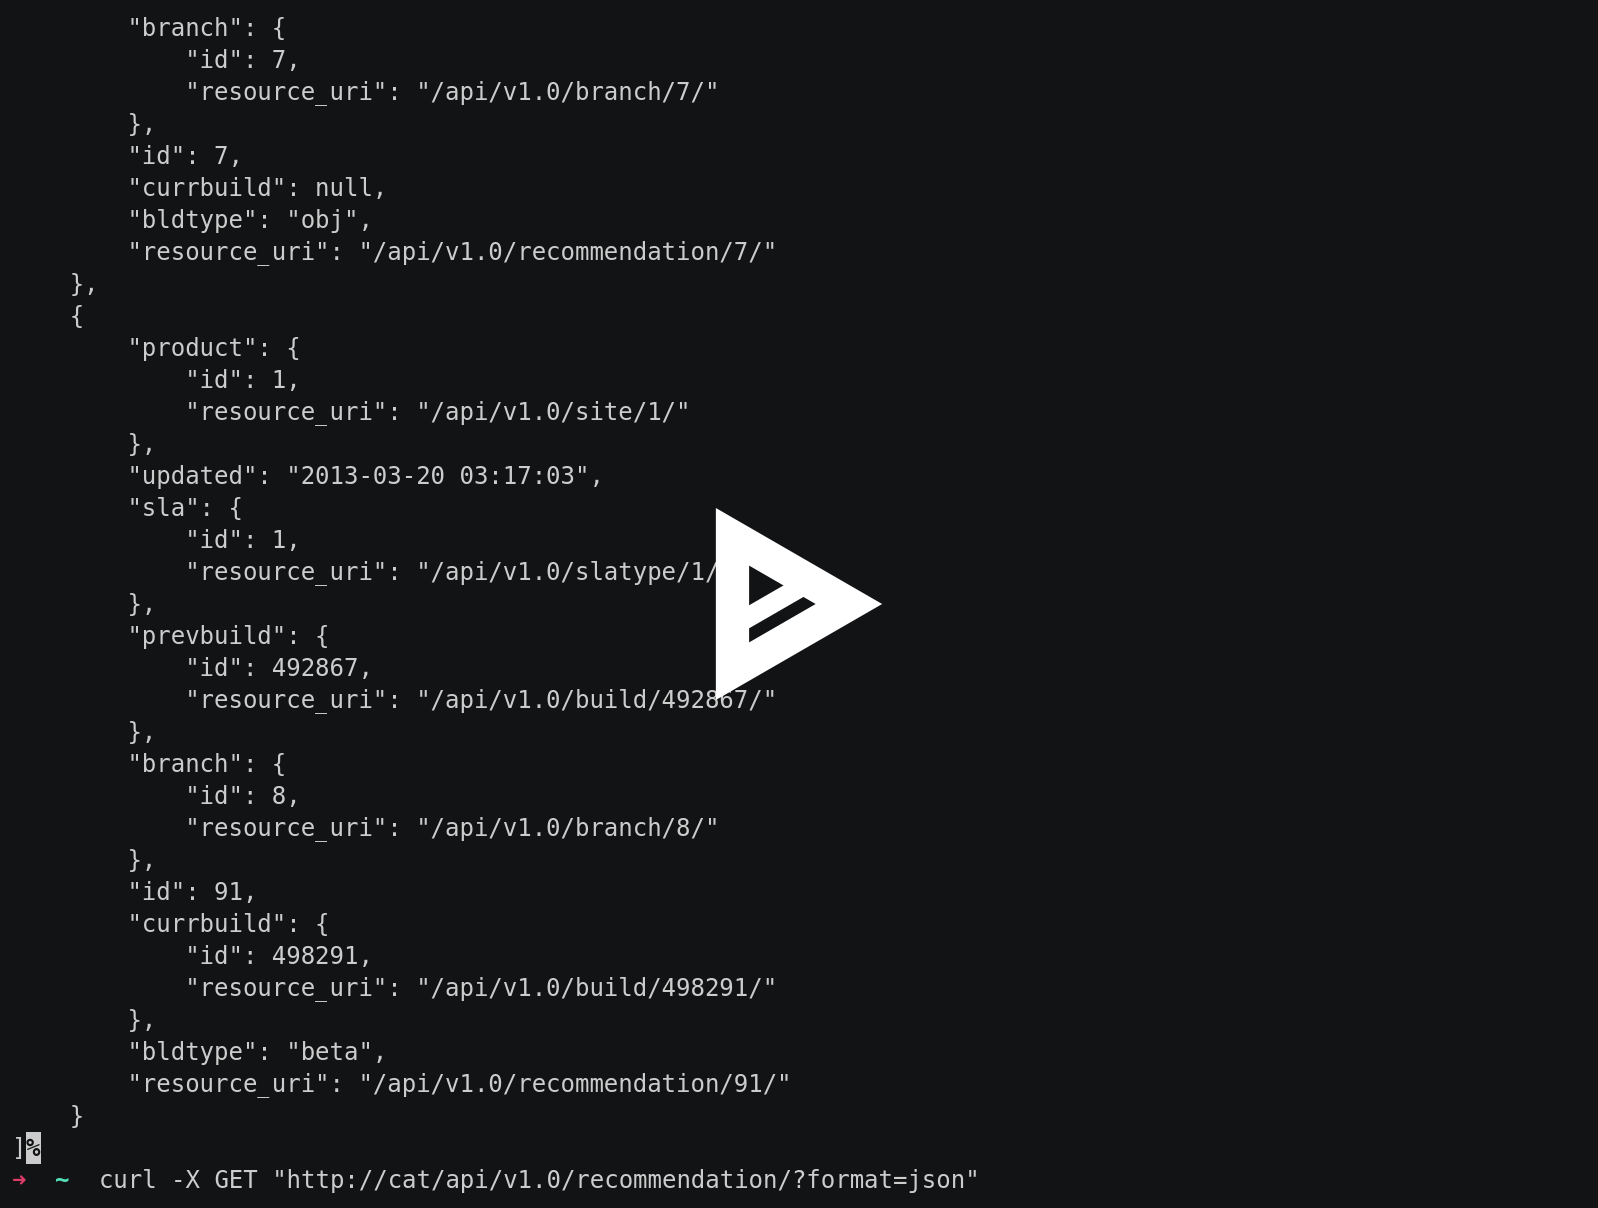 "branch": {
"id": 7,
"resource_uri": "/api/v1.0/branch/7/"
},
"id": 7,
"currbuild": null,
"bldtype": "obj",
"resource_uri": "/api/v1.0/recommendation/7/"
},
{
"product": {
"id": 1,
"resource_uri": "/api/v1.0/site/1/"
},
"updated": "2013-03-20 03:17:03",
"sla": {
"id": 1,
"resource_uri": "/api/v1.0/slatype/1/
},
"prevbuild": {
"id": 492867,
"resource_uri": "/api/v1.0/build/492867/"
},
"branch": {
"id": 8,
"resource_uri": "/api/v1.0/branch/8/"
},
"id": 91,
"currbuild": {
"id": 498291,
"resource_uri": "/api/v1.0/build/498291/"
},
"bldtype": "beta",
"resource_uri": "/api/v1.0/recommendation/91/"
}
]%
➜ ~ curl -X GET "http://cat/api/v1.0/recommendation/?format=json"